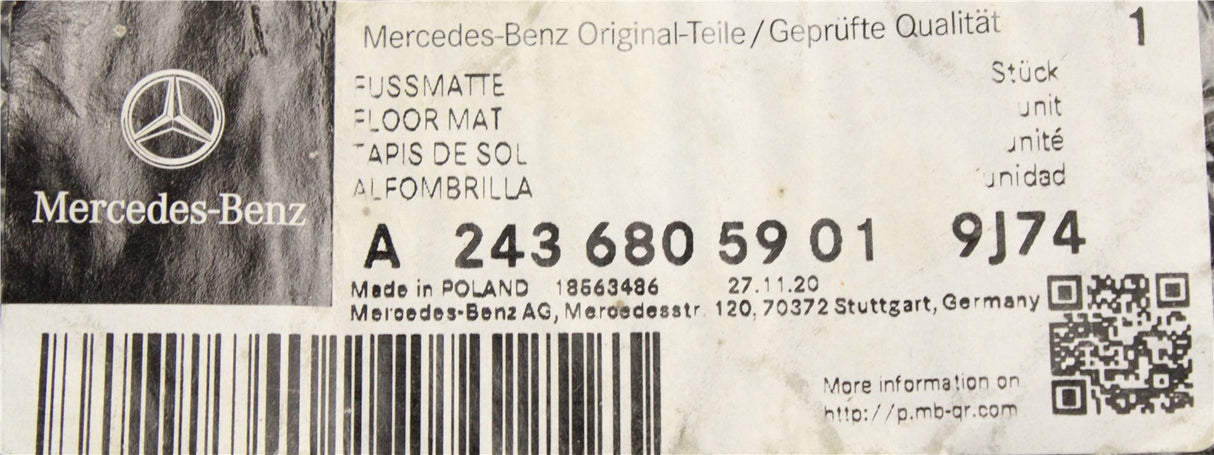 Mercedes-Benz
Mercedes-Benz Original-Teile/Geprüfte Qualität 1
FUSSMATTE Stück
FLOOR MAT unit
TAPIS DE SOL unité
ALFOMBRILLA unidad
A 243 680 59 01 9J74
Made in POLAND 18563486 27.11.20
Mercedes-Benz AG, Mercedesstr. 120, 70372 Stuttgart, Germany
More information on
http://p.mb-qr.com